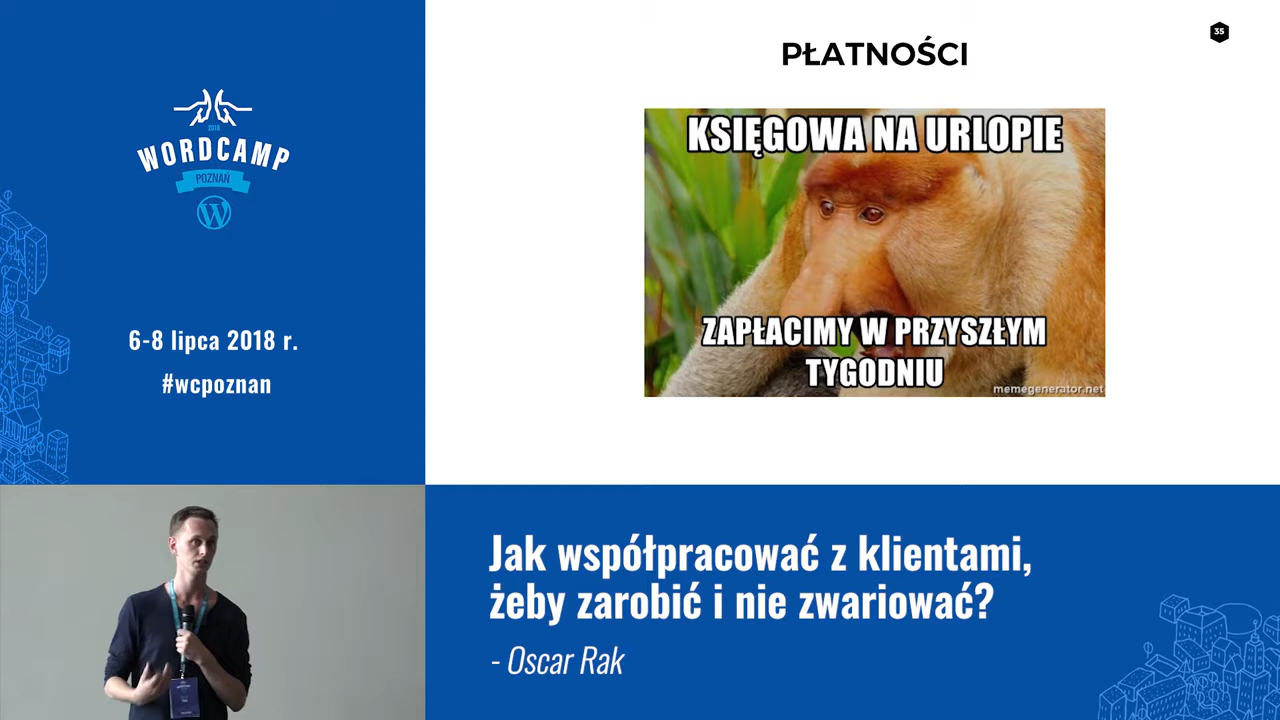 2018
WORDCAMP
POZNAŃ
6-8 lipca 2018 r.
#wcpoznan
PŁATNOŚCI
35
KSIĘGOWA NA URLOPIE
ZAPŁACIMY W PRZYSZŁYM
TYGODNIU
memegenerator.net
Jak współpracować z klientami,
żeby zarobić i nie zwariować?
- Oscar Rak